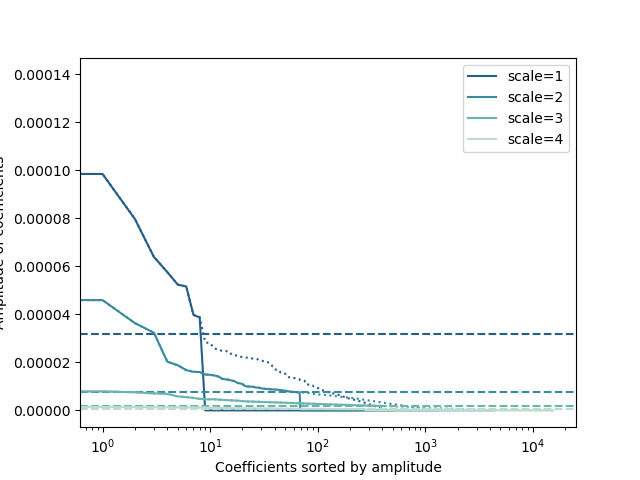 0.00014
0.00012
0.00010
0.00008
0.00006
0.00004
0.00002
0.00000
10⁰
10¹
10²
10³
10⁴
Coefficients sorted by amplitude
Amplitude of coefficients
scale=1
scale=2
scale=3
scale=4